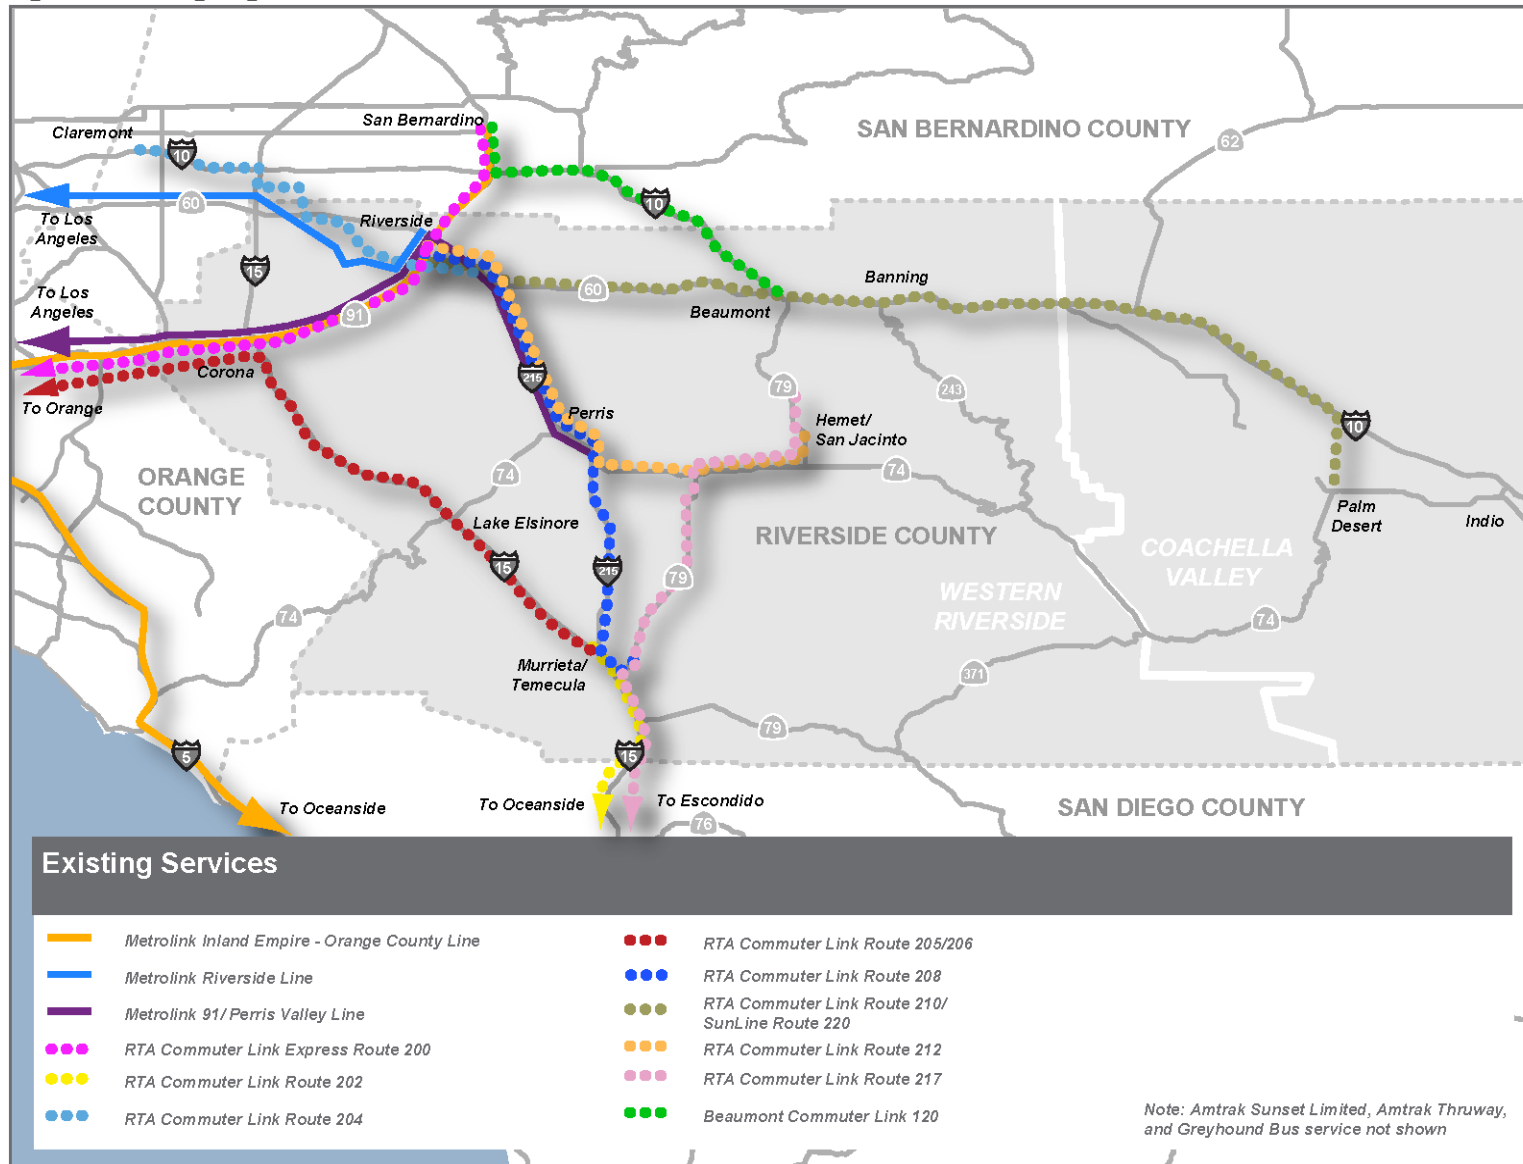 SAN BERNARDINO COUNTY
San Bernardino
Claremont
10
62
60
10
To Los
Angeles
Riverside
15
To Los
Angeles
91
60
Banning
Beaumont
Corona
To Orange
215
Perris
79
243
Hemet/
San Jacinto
10
ORANGE
COUNTY
74
74
Lake Elsinore
RIVERSIDE COUNTY
Palm
Desert
Indio
COACHELLA
VALLEY
15
215
79
WESTERN
RIVERSIDE
74
74
Murrieta/
Temecula
371
79
5
15
To Oceanside
To Oceanside
To Escondido
SAN DIEGO COUNTY
76
Existing Services
Metrolink Inland Empire - Orange County Line
Metrolink Riverside Line
Metrolink 91/ Perris Valley Line
RTA Commuter Link Express Route 200
RTA Commuter Link Route 202
RTA Commuter Link Route 204
RTA Commuter Link Route 205/206
RTA Commuter Link Route 208
RTA Commuter Link Route 210/
SunLine Route 220
RTA Commuter Link Route 212
RTA Commuter Link Route 217
Beaumont Commuter Link 120
Note: Amtrak Sunset Limited, Amtrak Thruway,
and Greyhound Bus service not shown